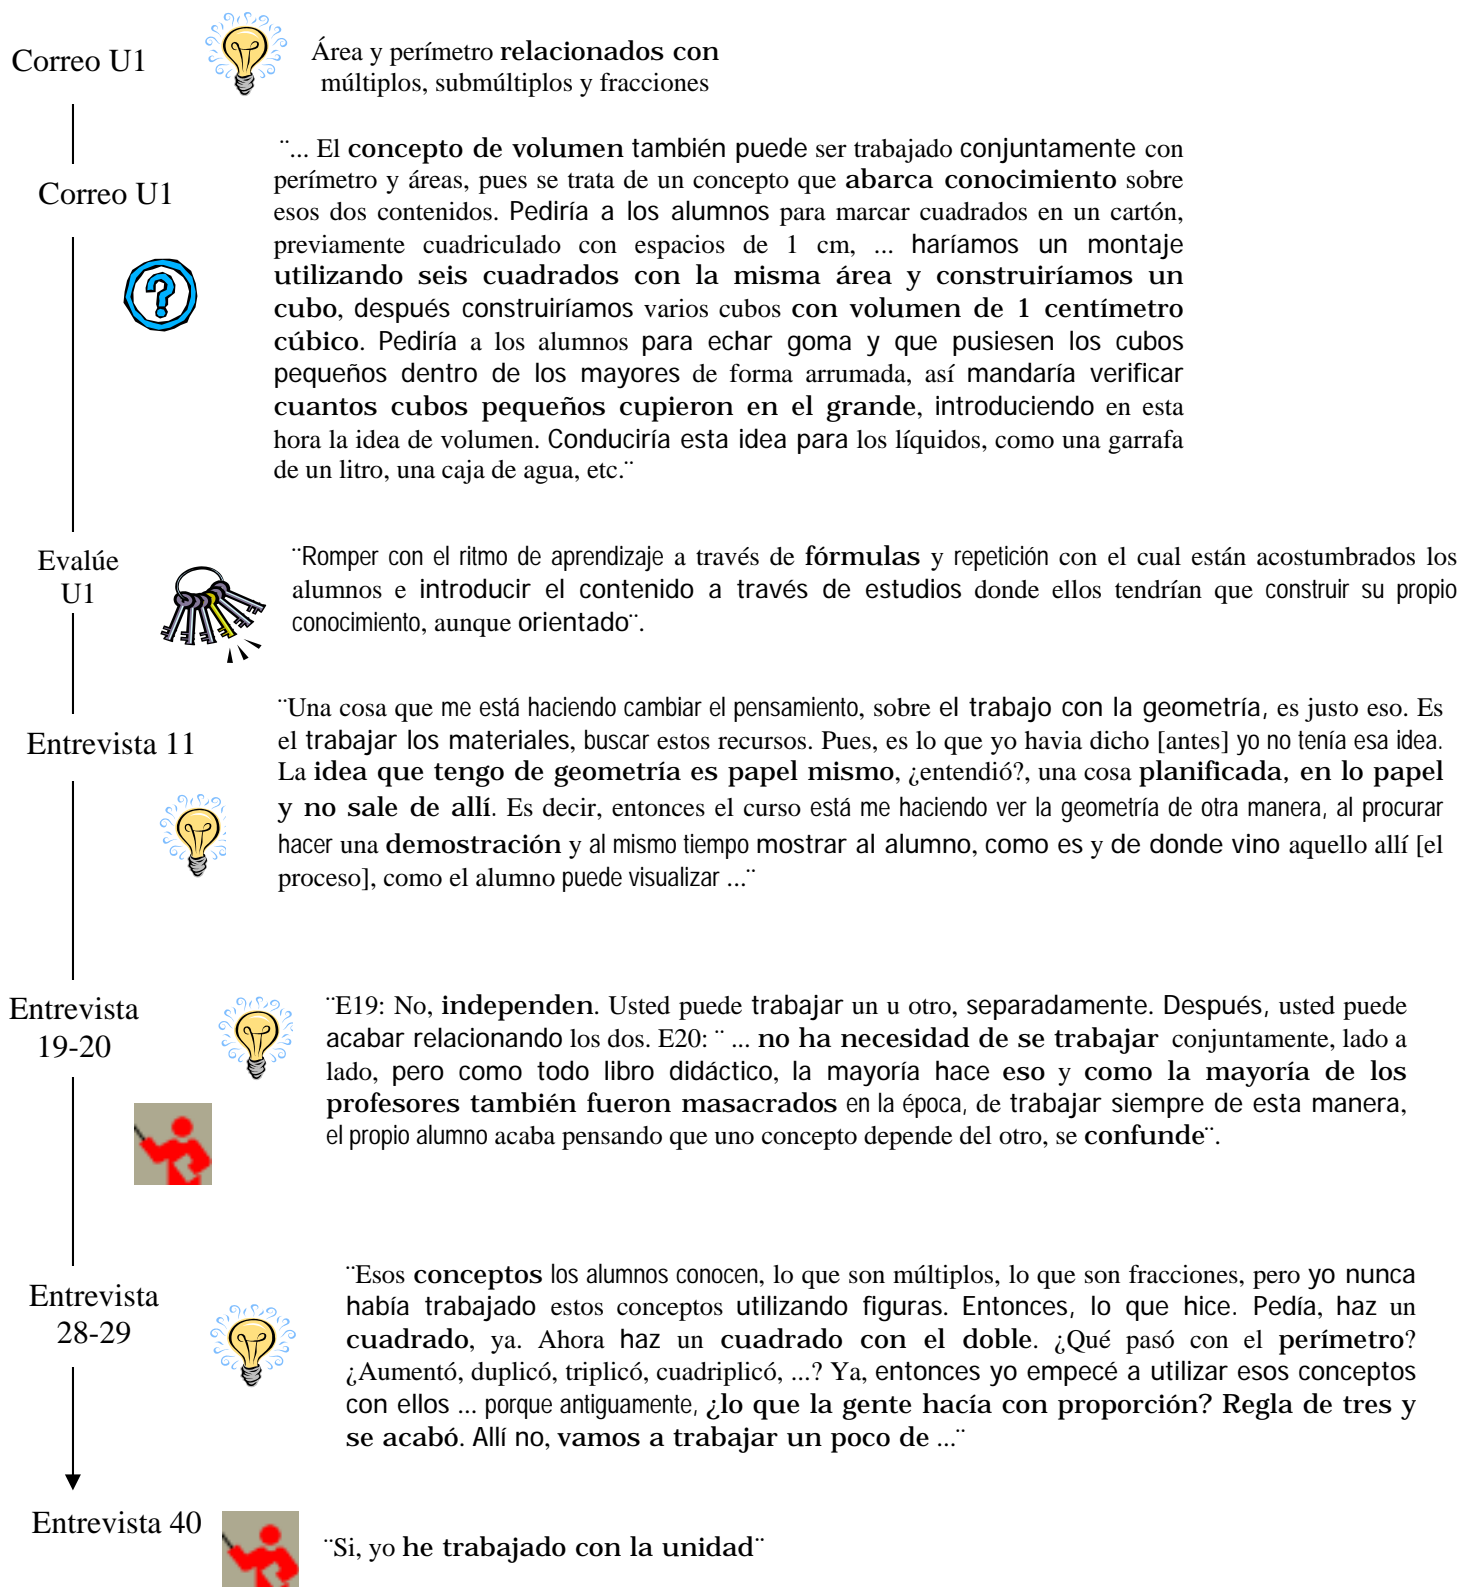 Correo U1
Área y perímetro relacionados con
múltiplos, submúltiplos y fracciones
Correo U1
¨... El concepto de volumen también puede ser trabajado conjuntamente con
perímetro y áreas, pues se trata de un concepto que abarca conocimiento sobre
esos dos contenidos. Pediría a los alumnos para marcar cuadrados en un cartón,
previamente cuadriculado con espacios de 1 cm, ... haríamos un montaje
utilizando seis cuadrados con la misma área y construiríamos un
cubo, después construiríamos varios cubos con volumen de 1 centímetro
cúbico. Pediría a los alumnos para echar goma y que pusiesen los cubos
pequeños dentro de los mayores de forma arrumada, así mandaría verificar
cuantos cubos pequeños cupieron en el grande, introduciendo en esta
hora la idea de volumen. Conduciría esta idea para los líquidos, como una garrafa
de un litro, una caja de agua, etc.¨
Evalúe
U1
¨Romper con el ritmo de aprendizaje a través de fórmulas y repetición con el cual están acostumbrados los
alumnos e introducir el contenido a través de estudios donde ellos tendrían que construir su propio
conocimiento, aunque orientado¨.
Entrevista 11
¨Una cosa que me está haciendo cambiar el pensamiento, sobre el trabajo con la geometría, es justo eso. Es
el trabajar los materiales, buscar estos recursos. Pues, es lo que yo havia dicho [antes] yo no tenía esa idea.
La idea que tengo de geometría es papel mismo, ¿entendió?, una cosa planificada, en lo papel
y no sale de allí. Es decir, entonces el curso está me haciendo ver la geometría de otra manera, al procurar
hacer una demostración y al mismo tiempo mostrar al alumno, como es y de donde vino aquello allí [el
proceso], como el alumno puede visualizar ...¨
Entrevista
19-20
¨E19: No, independen. Usted puede trabajar un u otro, separadamente. Después, usted puede
acabar relacionando los dos. E20: ¨ ... no ha necesidad de se trabajar conjuntamente, lado a
lado, pero como todo libro didáctico, la mayoría hace eso y como la mayoría de los
profesores también fueron masacrados en la época, de trabajar siempre de esta manera,
el propio alumno acaba pensando que uno concepto depende del otro, se confunde¨.
Entrevista
28-29
¨Esos conceptos los alumnos conocen, lo que son múltiplos, lo que son fracciones, pero yo nunca
había trabajado estos conceptos utilizando figuras. Entonces, lo que hice. Pedía, haz un
cuadrado, ya. Ahora haz un cuadrado con el doble. ¿Qué pasó con el perímetro?
¿Aumentó, duplicó, triplicó, cuadriplicó, ...? Ya, entonces yo empecé a utilizar esos conceptos
con ellos ... porque antiguamente, ¿lo que la gente hacía con proporción? Regla de tres y
se acabó. Allí no, vamos a trabajar un poco de ...¨
Entrevista 40
¨Si, yo he trabajado con la unidad¨